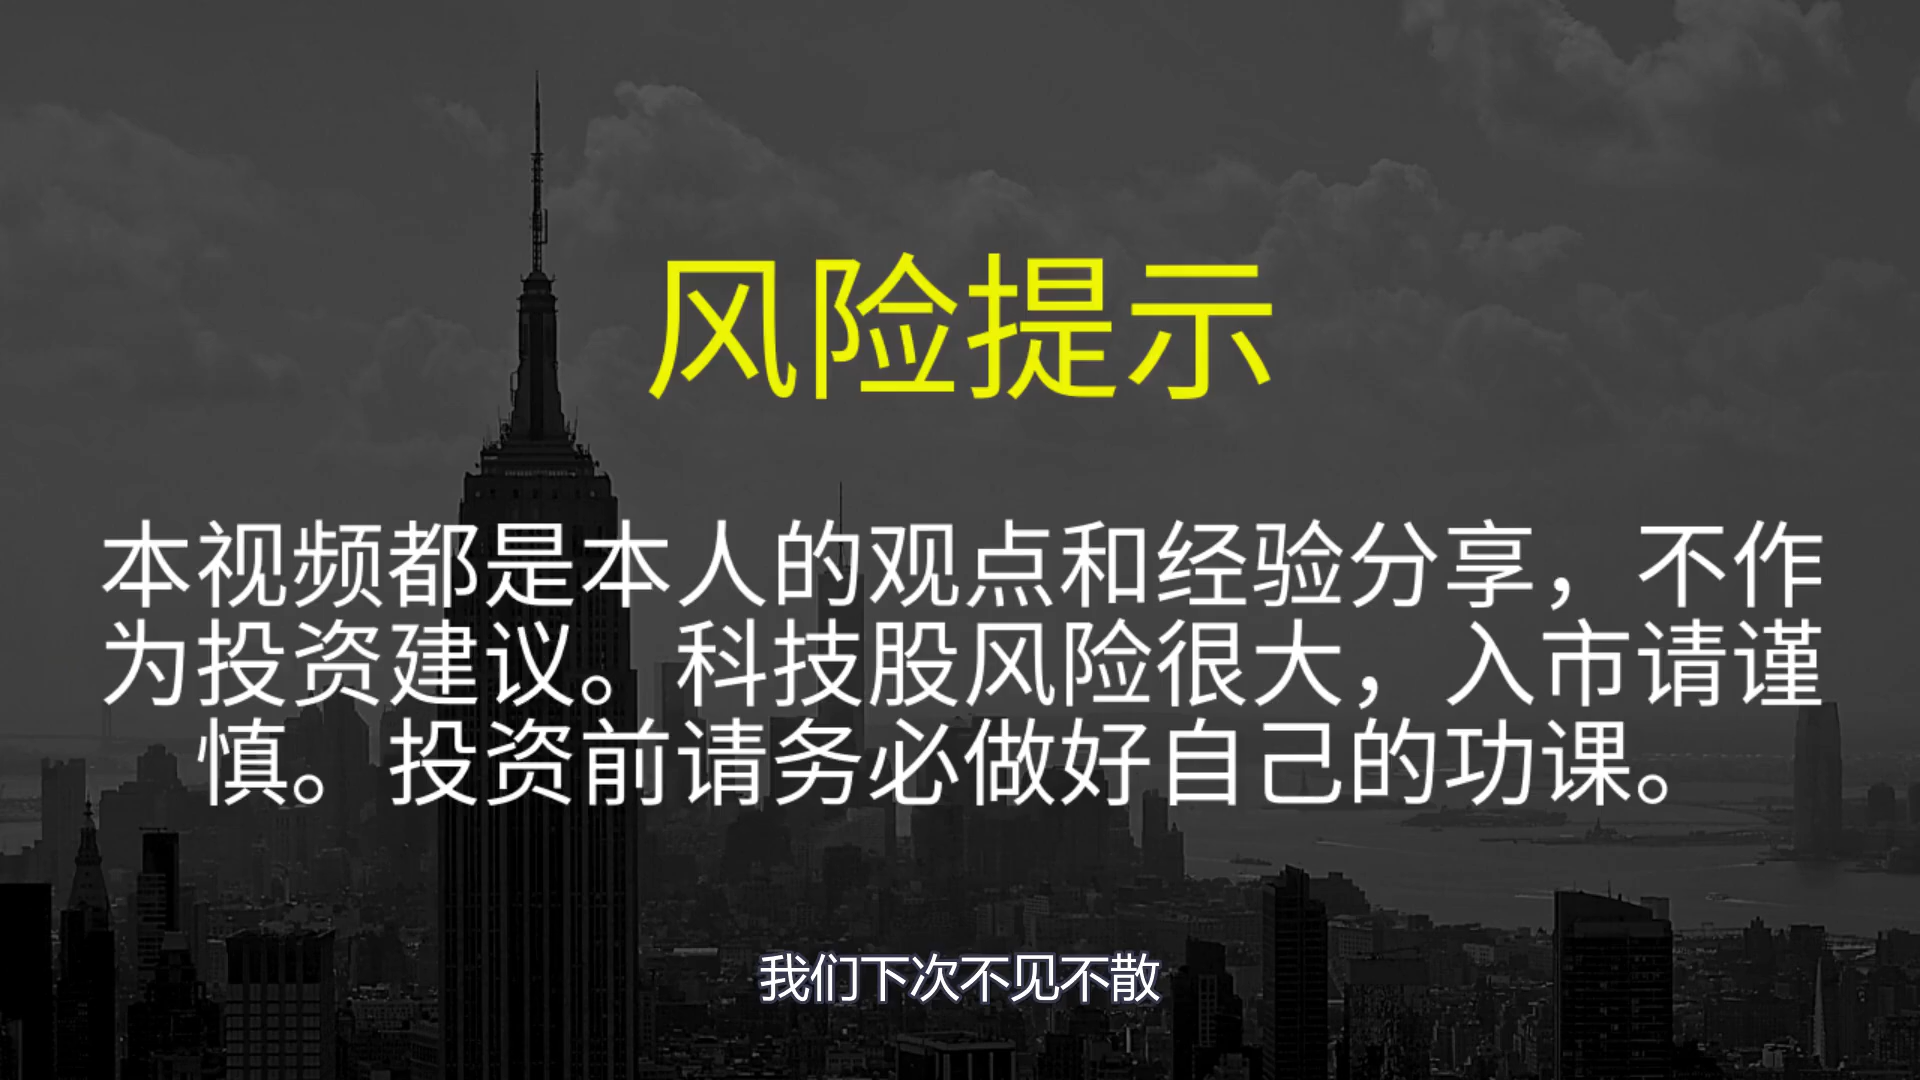 风险提示
本视频都是本人的观点和经验分享，不作
为投资建议。科技股风险很大，入市请谨
慎。投资前请务必做好自己的功课。
我们下次不见不散